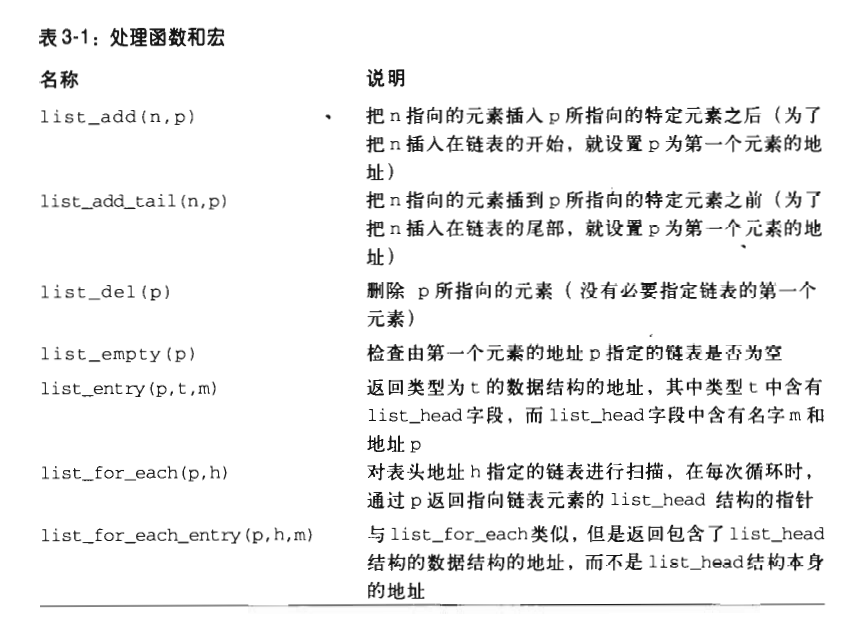 表 3-1：处理函数和宏
名称 说明
list_add(n,p) 把 n 指向的元素插入 p 所指向的特定元素之后（为了
把 n 插入在链表的开始，就设置 p 为第一个元素的地
址）
list_add_tail(n,p) 把 n 指向的元素插到 p 所指向的特定元素之前（为了
把 n 插入在链表的尾部，就设置 p 为第一个元素的地
址）
list_del(p) 删除 p 所指向的元素（ 没有必要指定链表的第一个
元素）
list_empty(p) 检查由第一个元素的地址 p 指定的链表是否为空
list_entry(p,t,m) 返回类型为 t 的数据结构的地址，其中类型 t 中含有
list_head 字段，而 list_head 字段中含有名字 m 和
地址 p
list_for_each(p,h) 对表头地址 h 指定的链表进行扫描，在每次循环时，
通过 p 返回指向链表元素的 list_head 结构的指针
list_for_each_entry(p,h,m) 与 list_for_each 类似，但是返回包含了 list_head
结构的数据结构的地址，而不是 list_head 结构本身
的地址